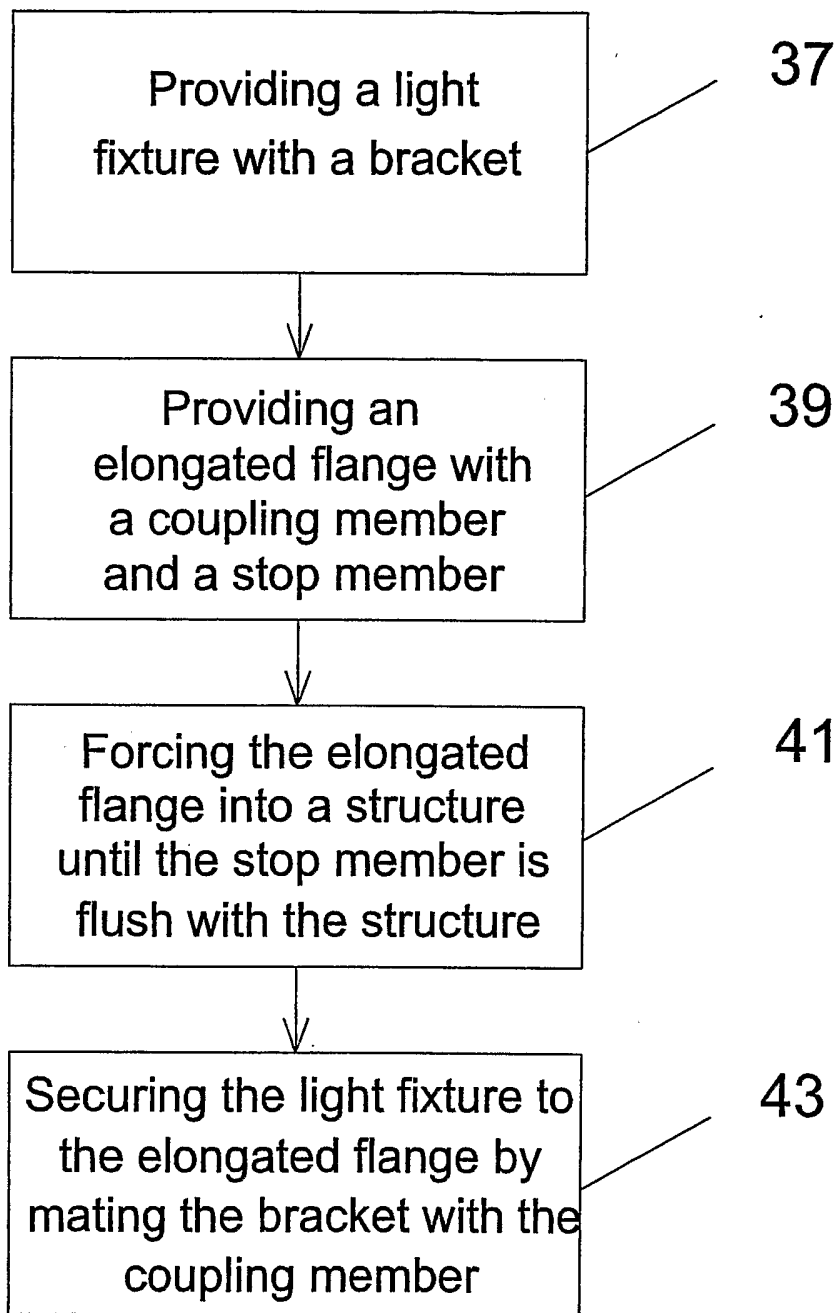 Providing a light
fixture with a bracket
37
Providing an
elongated flange with
a coupling member
and a stop member
39
Forcing the elongated
flange into a structure
until the stop member is
flush with the structure
41
Securing the light fixture to
the elongated flange by
mating the bracket with the
coupling member
43